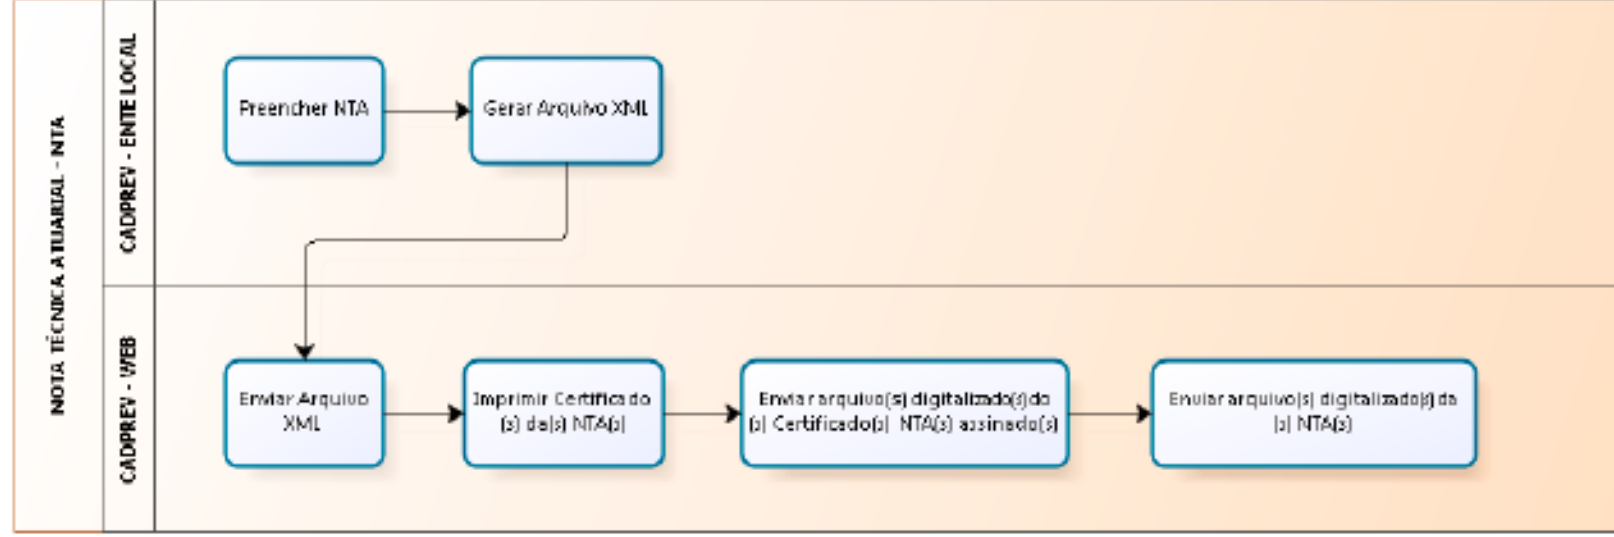 NOTA TÉCNICA ATUARIAL - NTA
CADPREV - ENTE LOCAL
Preencher NTA
Gerar Arquivo XML
CADPREV - WEB
Enviar Arquivo
XML
Imprimir Certificado
(s) da(s) NTA(s)
Enviar arquivo(s) digitalizado(s) do
(s) Certificado(s) NTA(s) assinado(s)
Enviar arquivo(s) digitalizado(s) da
(s) NTA(s)